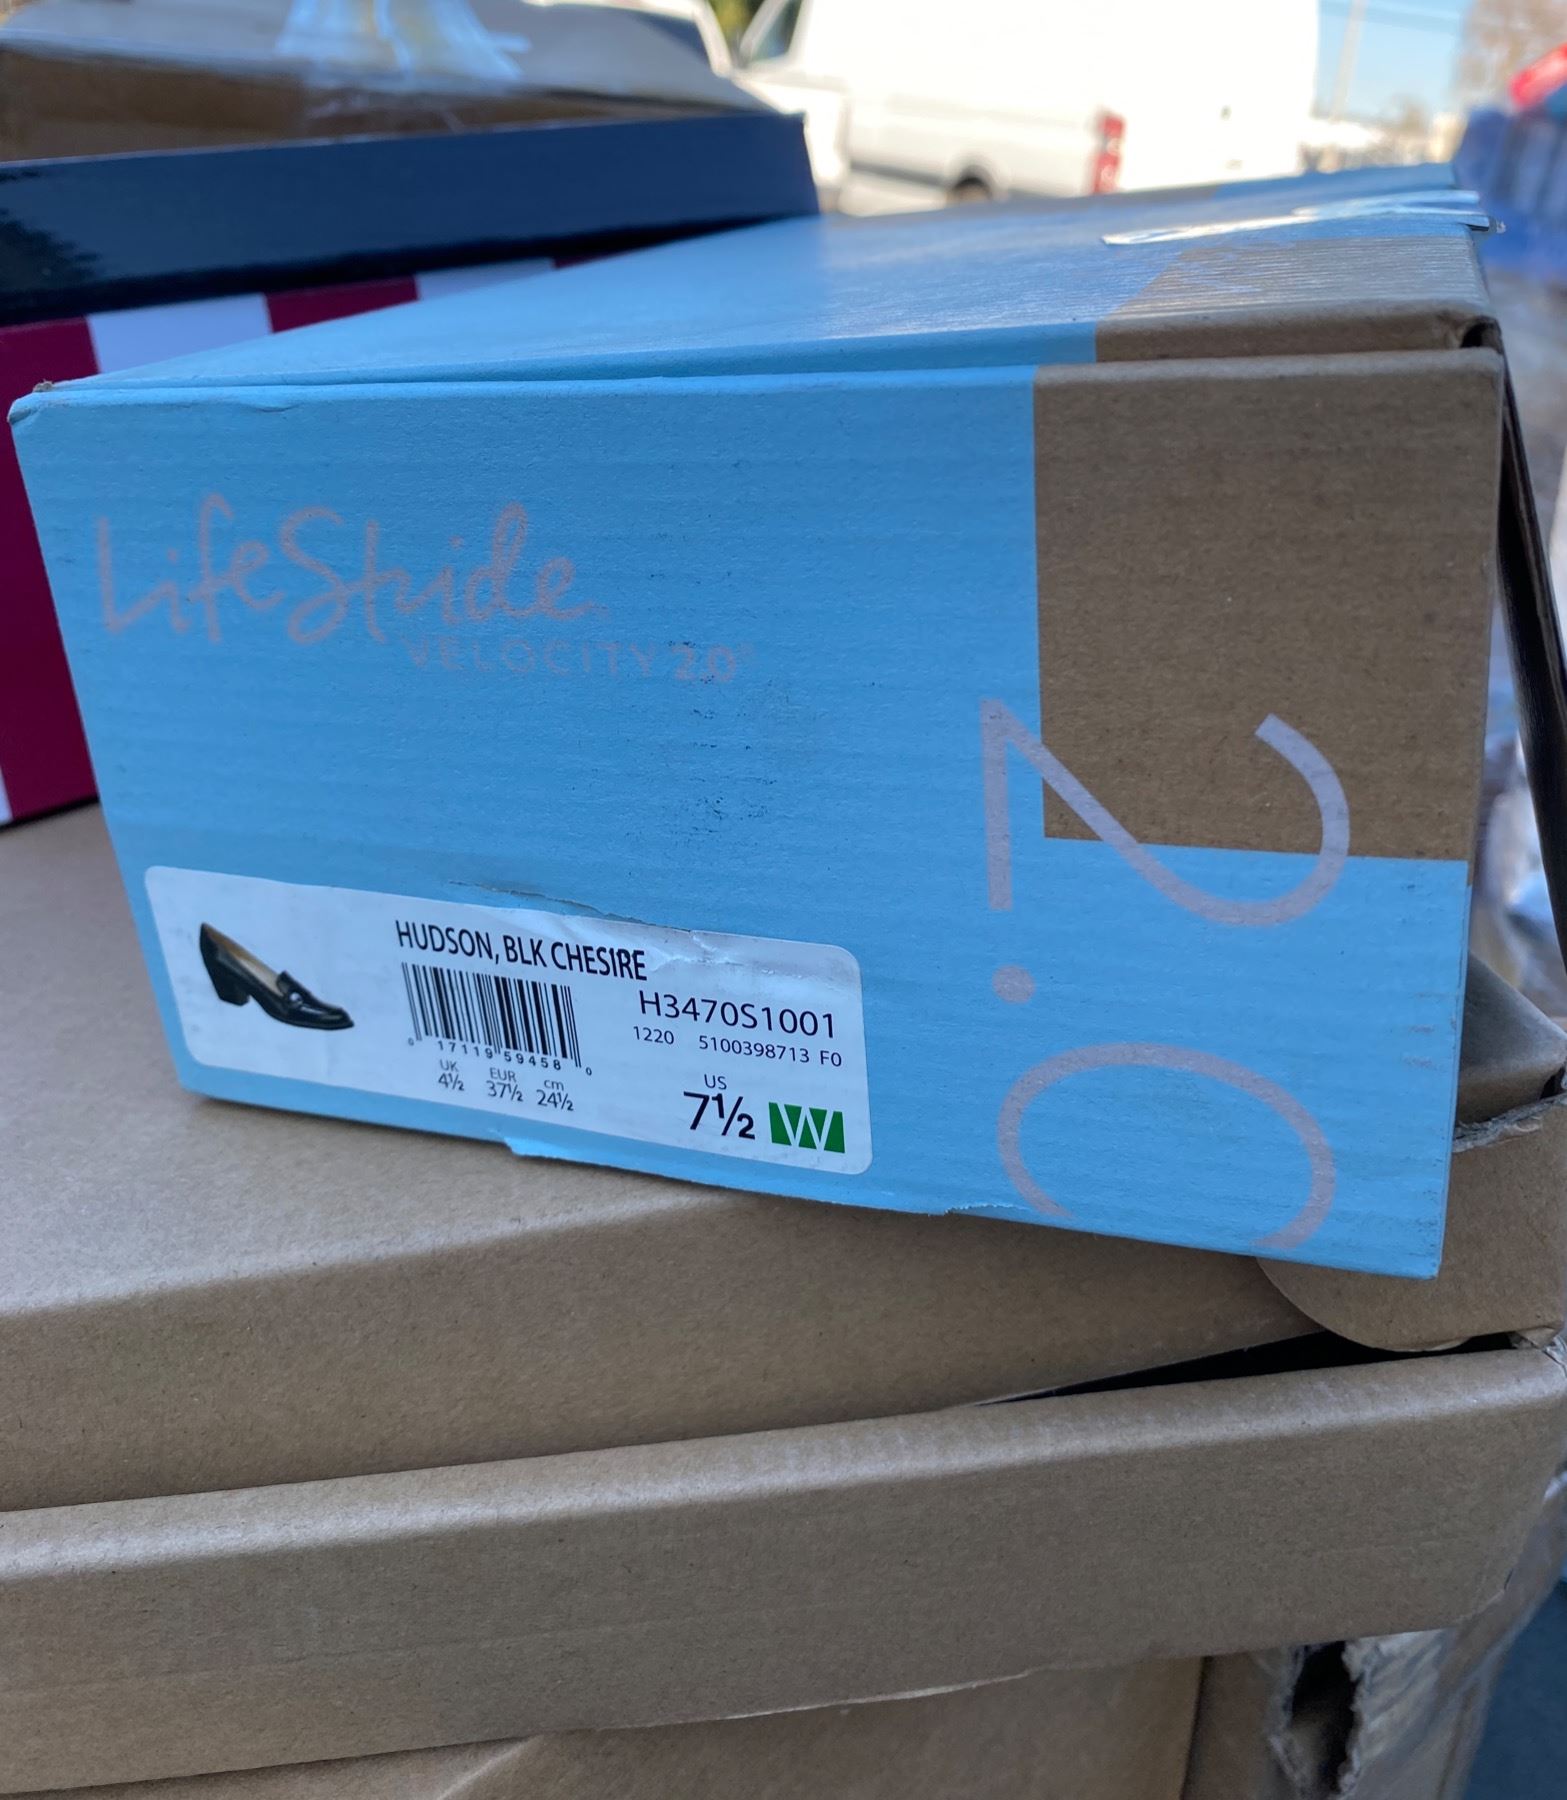 LifeStride
VELOCITY 2.0
2.0
HUDSON, BLK CHESIRE
H3470S1001
1220 5100398713 F0
0 17119 59458 0
UK EUR cm
4½ 37½ 24½
US
7½ W